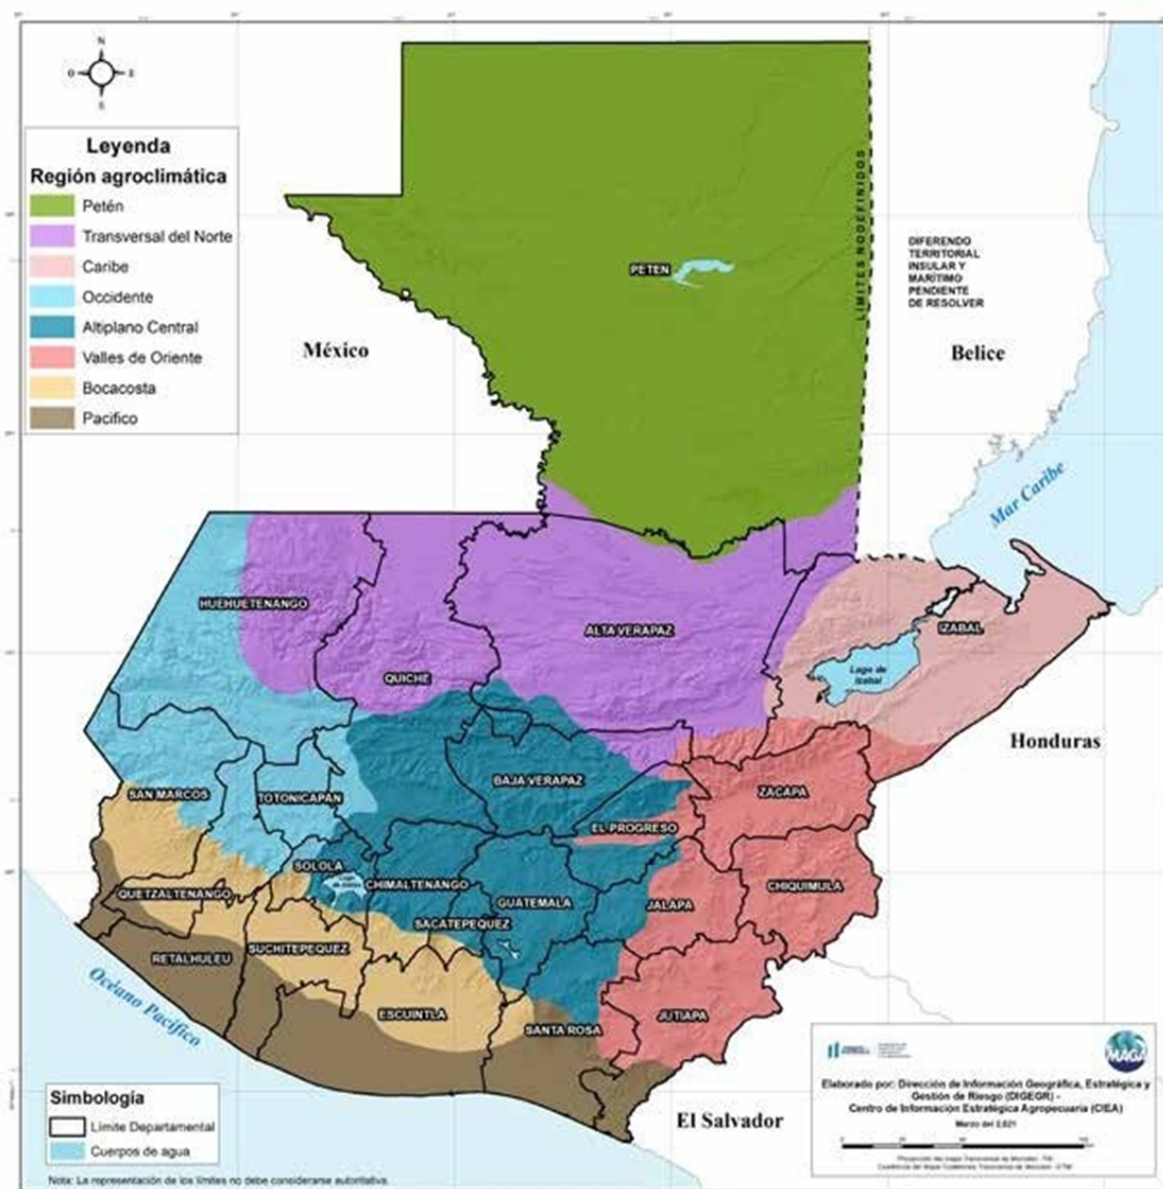 N
O
E
S
Leyenda
Región agroclimática
Petén
Transversal del Norte
Caribe
Occidente
Altiplano Central
Valles de Oriente
Bocacosta
Pacifico
LIMITES NO DEFINIDOS
DIFERENDO
TERRITORIAL
INSULAR Y
MARÍTIMO
PENDIENTE
DE RESOLVER
PETEN
México
Belice
Mar Caribe
HUEHUETENANGO
ALTA VERAPAZ
IZABAL
Lago de
Izabal
QUICHE
Honduras
SAN MARCOS
TOTONICAPAN
BAJA VERAPAZ
ZACAPA
EL PROGRESO
SOLOLA
CHIMALTENANGO
QUETZALTENANGO
GUATEMALA
JALAPA
CHIQUIMULA
SACATEPEQUEZ
SUCHITEPEQUEZ
RETALHULEU
Océano Pacífico
ESCUINTLA
SANTA ROSA
JUTIAPA
El Salvador
Simbología
Limite Departamental
Cuerpos de agua
Nota: La representación de los límites no debe considerarse autoritativa.
MAGA
Elaborado por: Dirección de Información Geográfica, Estratégica y
Gestión de Riesgo (DIGEGR) -
Centro de Información Estratégica Agropecuaria (CIEA)
Marzo del 2,021